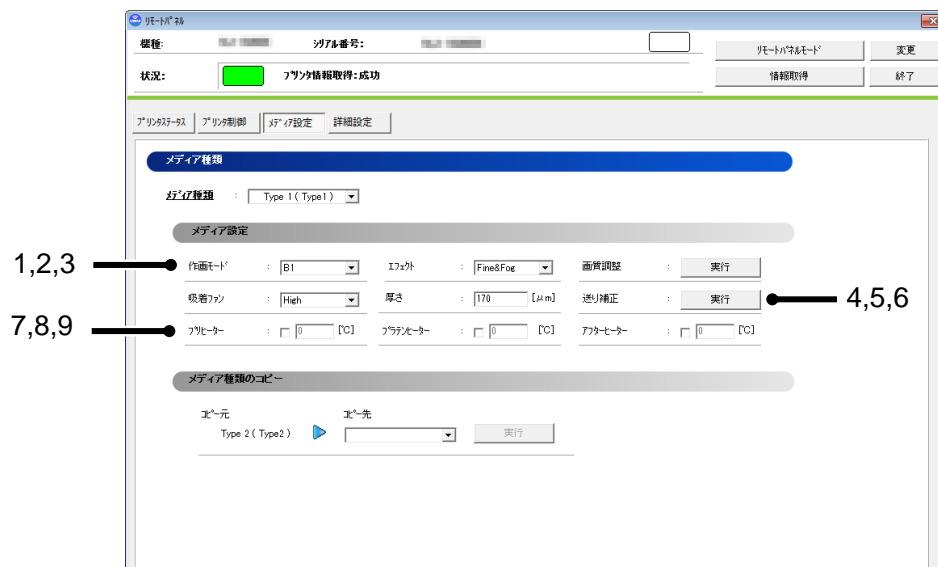 リモートパネル
機種:
シリアル番号:
リモートパネルモード
変更
状況:
プリンタ情報取得:成功
情報取得
終了
プリンタステータス
プリンタ制御
メディア設定
詳細設定
メディア種類
メディア種類 : Type 1 ( Type1 )
メディア設定
1,2,3
作画モード : B1
エフェクト : Fine&Fog
画質調整 : 実行
吸着ファン : High
厚さ : 170 [μm]
送り補正 : 実行
4,5,6
7,8,9
プリヒーター : 0 [℃]
プラテンヒーター : 0 [℃]
アフターヒーター : 0 [℃]
メディア種類のコピー
コピー元
コピー先
Type 2 ( Type2 )
実行